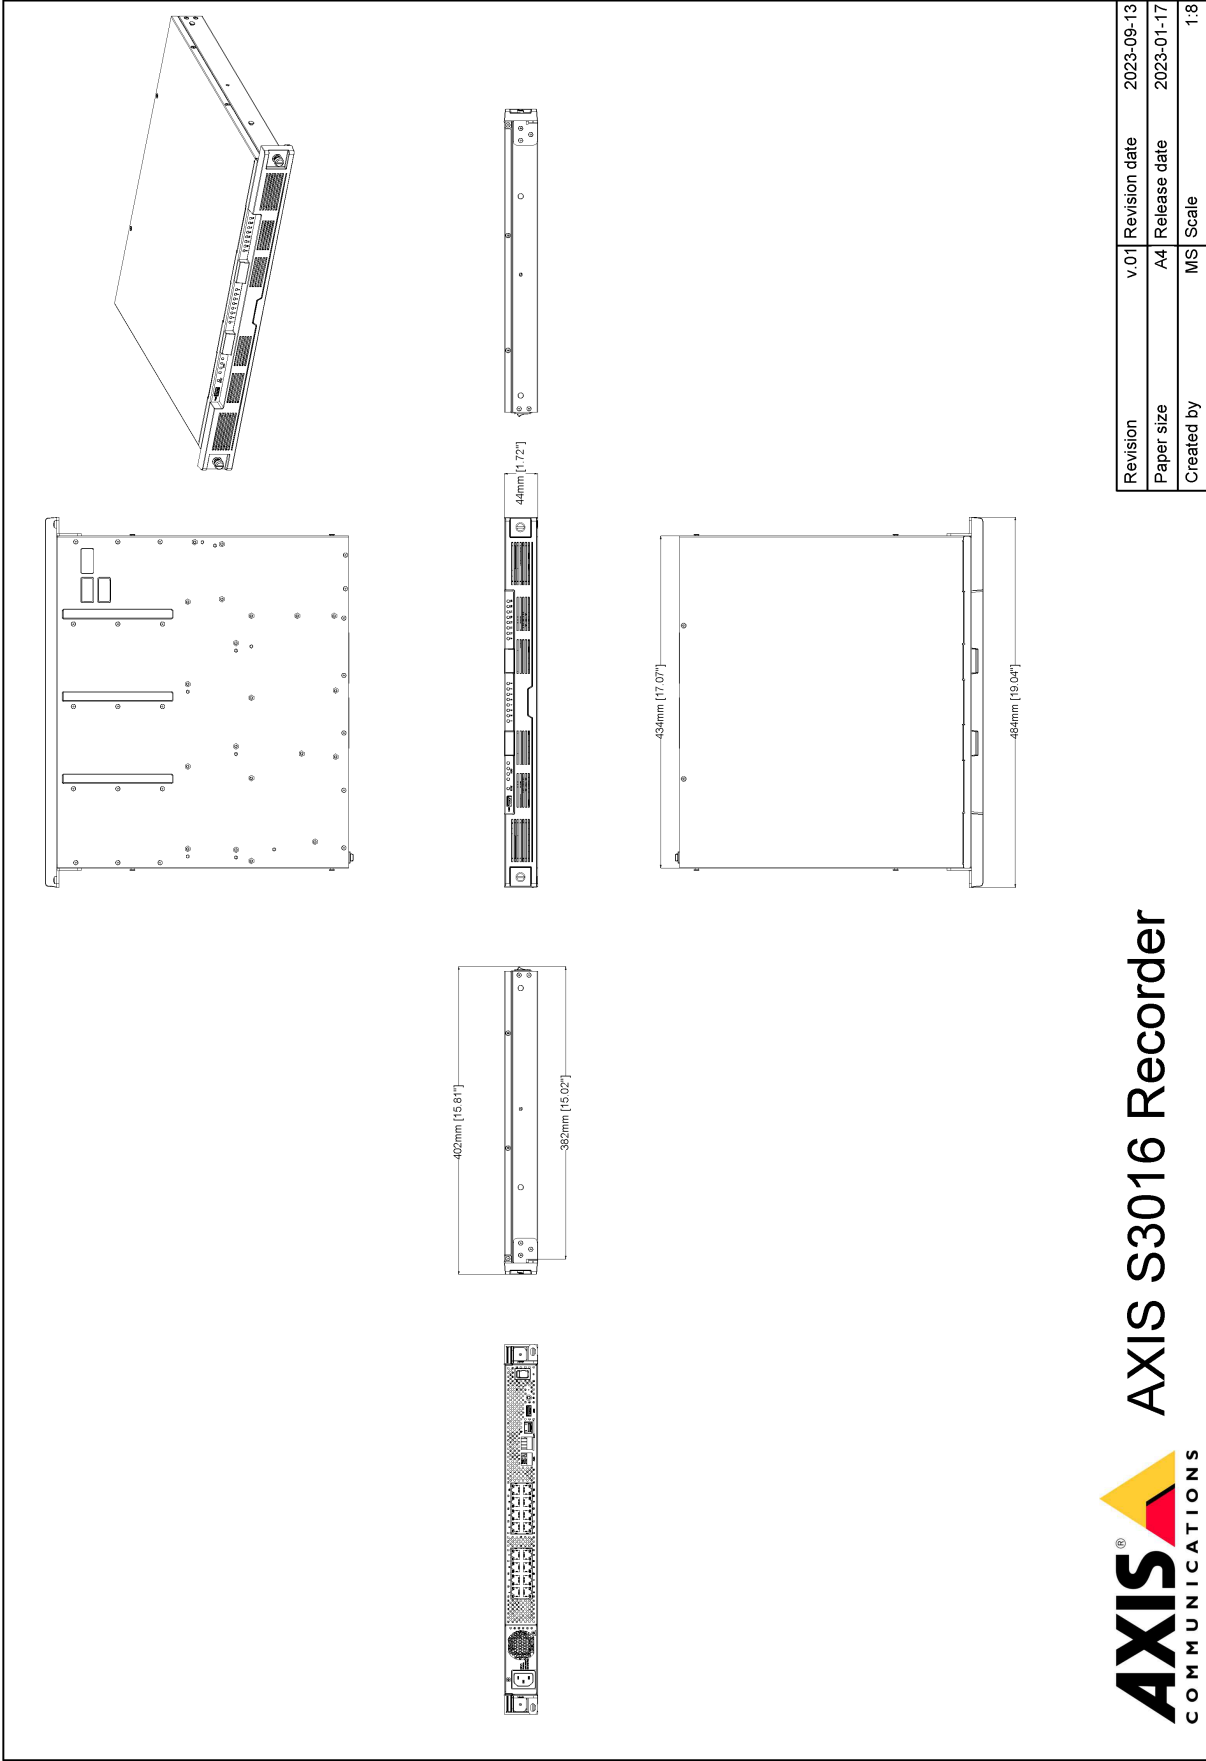 44mm [1.72"]
402mm [15.81"]
382mm [15.02"]
434mm [17.07"]
484mm [19.04"]
AXIS®
COMMUNICATIONS
AXIS S3016 Recorder
Revision v.01 Revision date 2023-09-13
Paper size A4 Release date 2023-01-17
Created by MS Scale 1:8